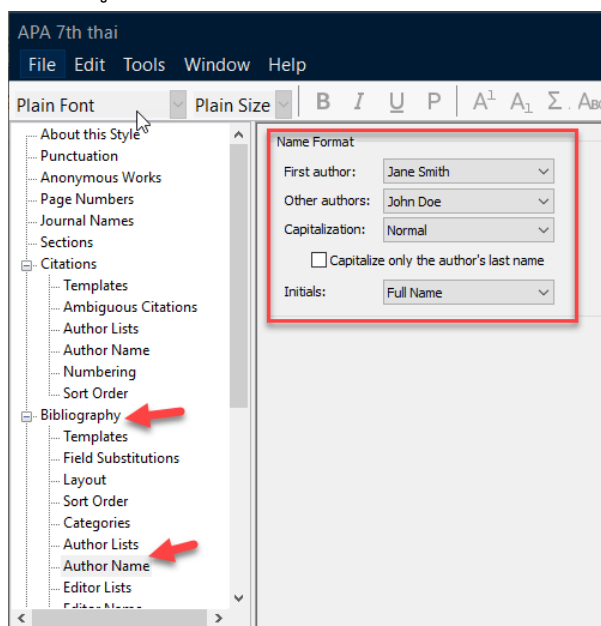 APA 7th thai
File Edit Tools Window Help
Plain Font Plain Size B I U P A1 A1 Σ
About this Style
Punctuation
Anonymous Works
Page Numbers
Journal Names
Sections
Citations
Templates
Ambiguous Citations
Author Lists
Author Name
Numbering
Sort Order
Bibliography
Templates
Field Substitutions
Layout
Sort Order
Categories
Author Lists
Author Name
Editor Lists
Editor Name
Name Format
First author: Jane Smith
Other authors: John Doe
Capitalization: Normal
Capitalize only the author's last name
Initials: Full Name